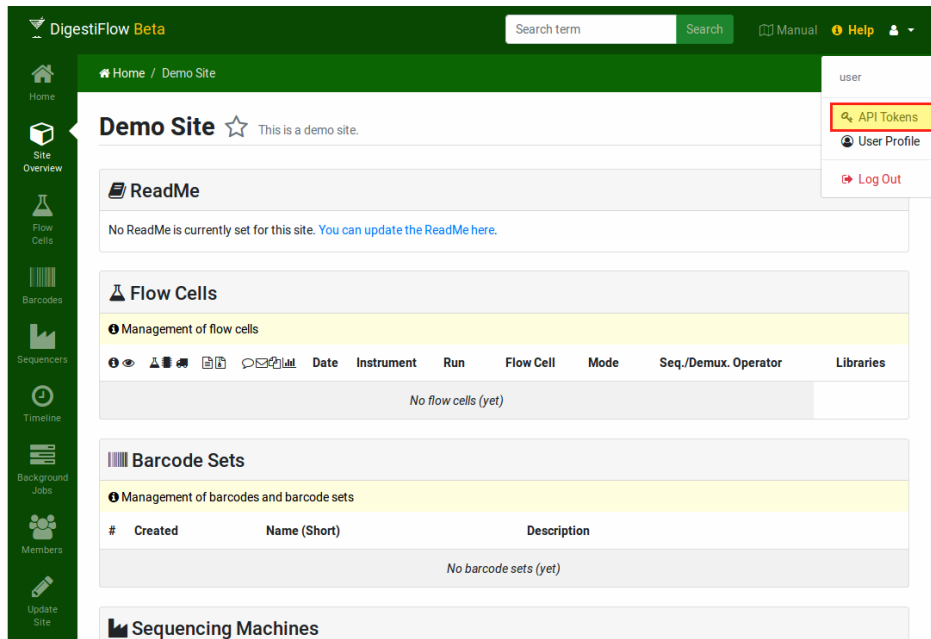 DigestiFlow Beta
Search term
Search
Manual
Help
Home / Demo Site
user
API Tokens
User Profile
Log Out
Home
Site
Overview
Flow
Cells
Barcodes
Sequencers
Timeline
Background
Jobs
Members
Update
Site
Demo Site This is a demo site.
ReadMe
No ReadMe is currently set for this site. You can update the ReadMe here.
Flow Cells
Management of flow cells
Date Instrument Run Flow Cell Mode Seq./Demux. Operator Libraries
No flow cells (yet)
Barcode Sets
Management of barcodes and barcode sets
# Created Name (Short) Description
No barcode sets (yet)
Sequencing Machines